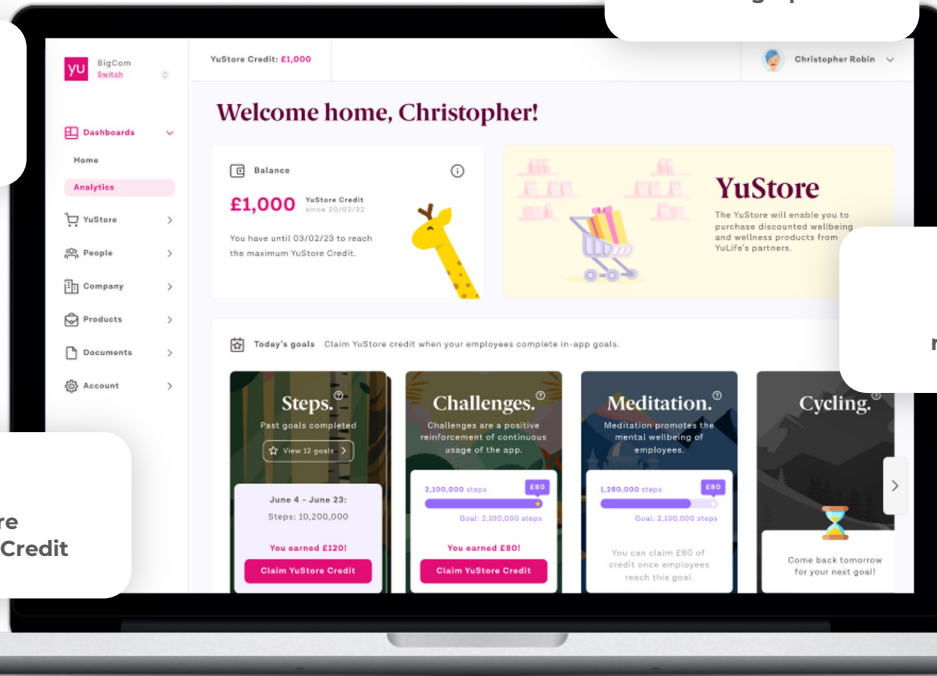 yu
BigCom
Switch
YuStore Credit: £1,000
Christopher Robin
Welcome home, Christopher!
Dashboards
Home
Analytics
YuStore
People
Company
Products
Documents
Account
Balance
£1,000 YuStore Credit
since 20/02/22
You have until 03/02/23 to reach
the maximum YuStore Credit.
YuStore
The YuStore will enable you to
purchase discounted wellbeing
and wellness products from
YuLife's partners.
Today's goals Claim YuStore credit when your employees complete in-app goals.
Steps.
Past goals completed
View 12 goals
June 4 - June 23:
Steps: 10,200,000
You earned £120!
Claim YuStore Credit
Challenges.
Challenges are a positive
reinforcement of continuous
usage of the app.
2,100,000 steps £80
Goal: 2,100,000 steps
You earned £80!
Claim YuStore Credit
Meditation.
Meditation promotes the
mental wellbeing of
employees.
1,280,000 steps £80
Goal: 2,100,000 steps
You can claim £80 of
credit once employees
reach this goal.
Cycling.
Come back tomorrow
for your next goal!
re
Credit